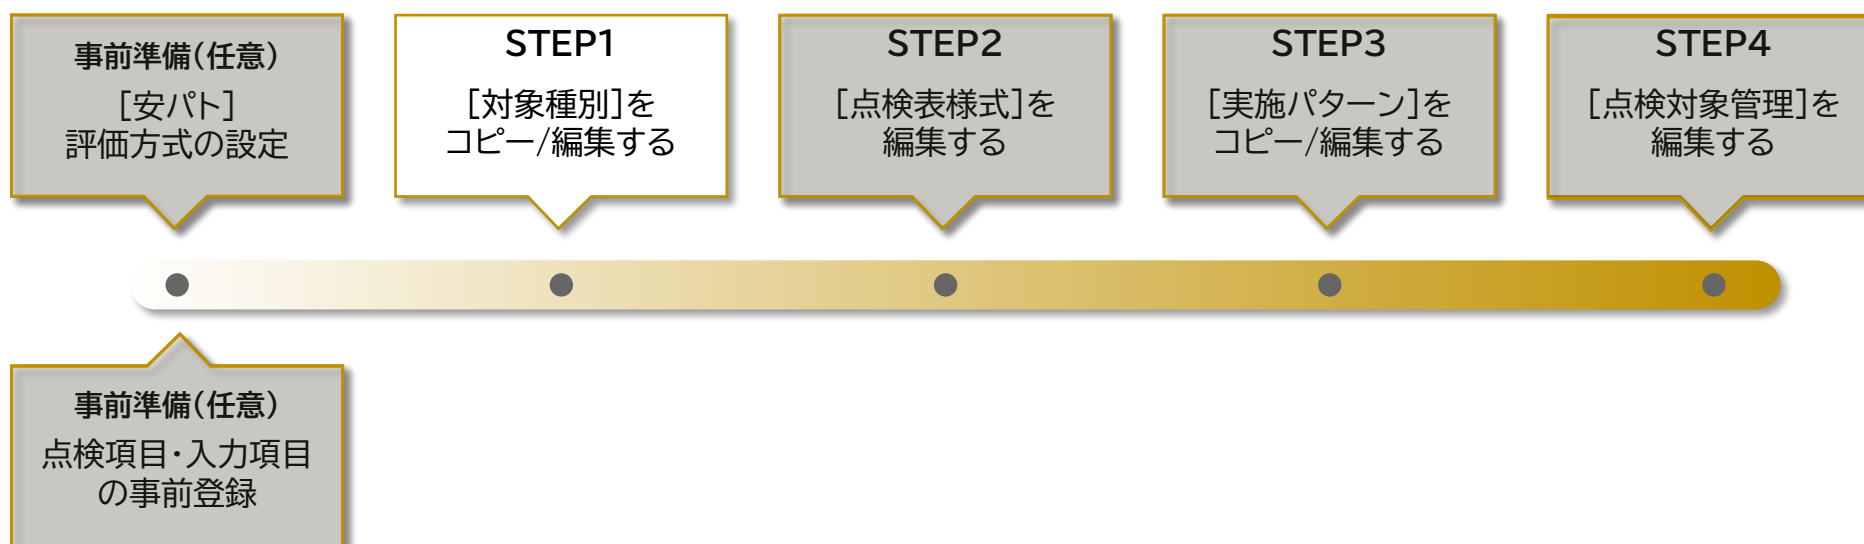 事前準備(任意)
[安パト]
評価方式の設定
STEP1
[対象種別]を
コピー/編集する
STEP2
[点検表様式]を
編集する
STEP3
[実施パターン]を
コピー/編集する
STEP4
[点検対象管理]を
編集する
事前準備(任意)
点検項目・入力項目
の事前登録